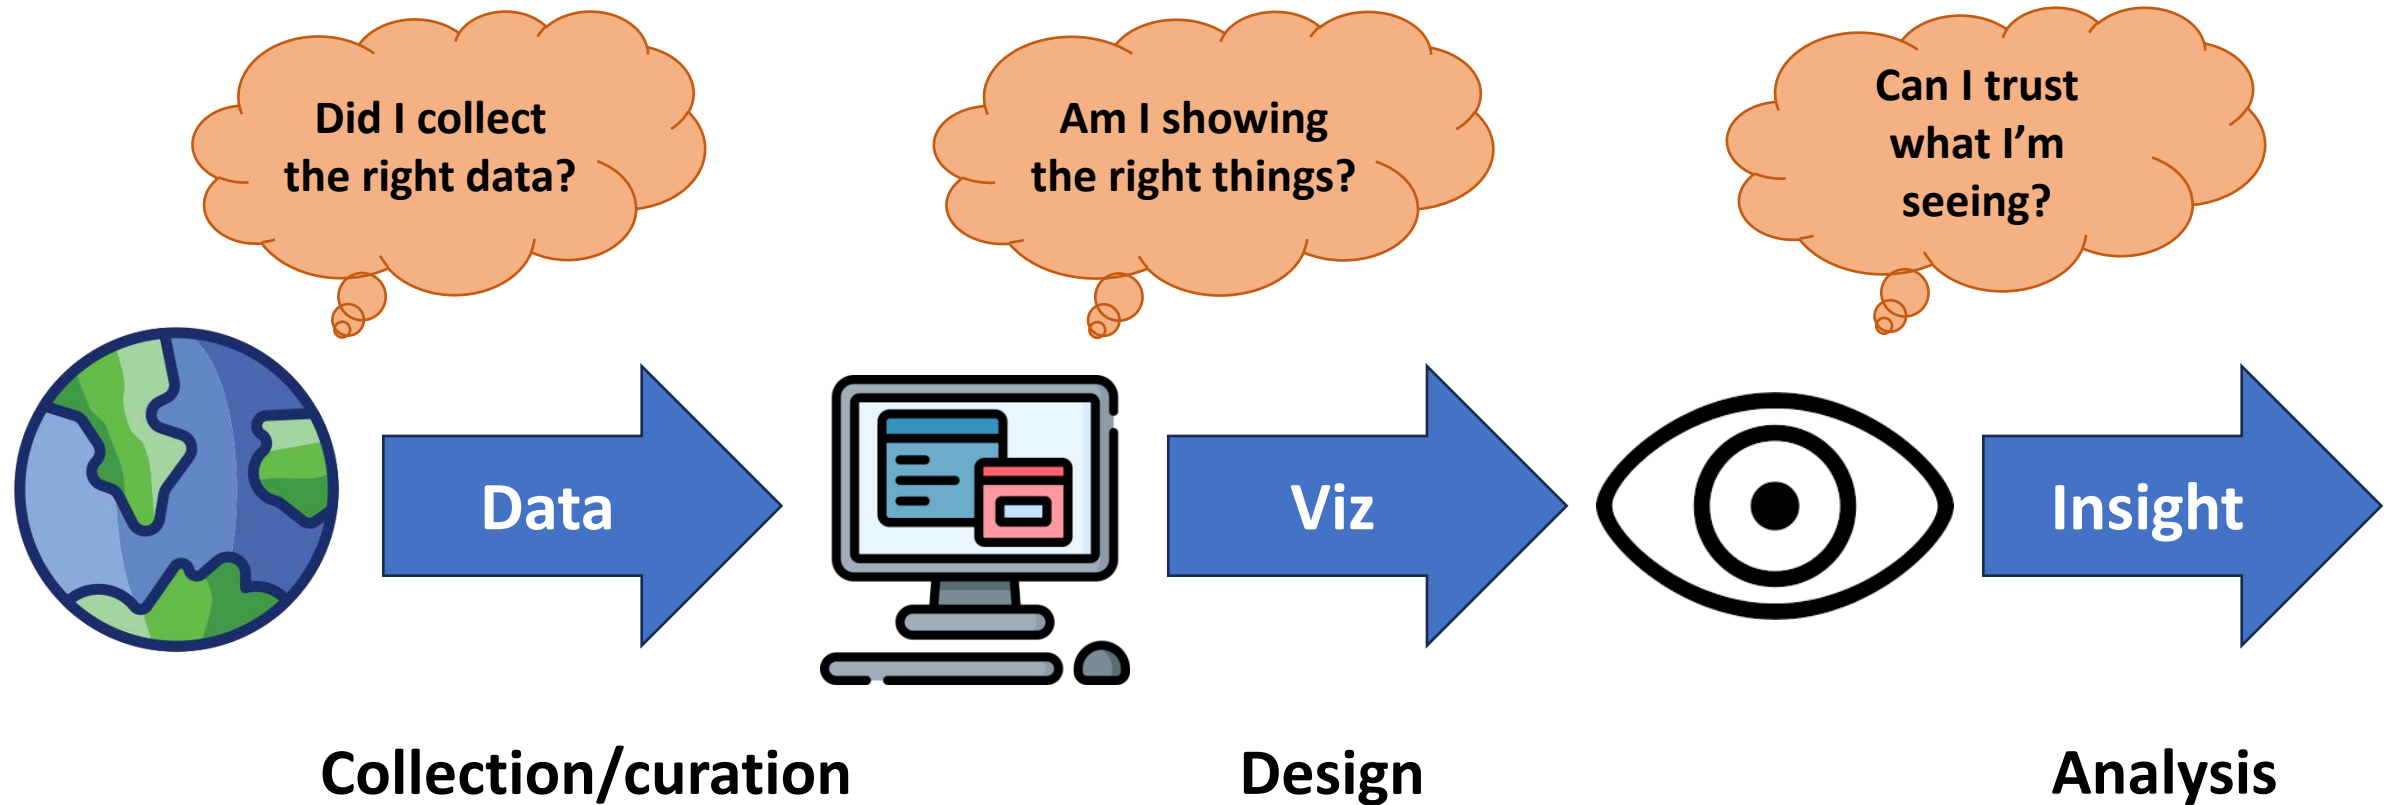 Did I collect
the right data?
Am I showing
the right things?
Can I trust
what I’m
seeing?
Data
Viz
Insight
Collection/curation
Design
Analysis